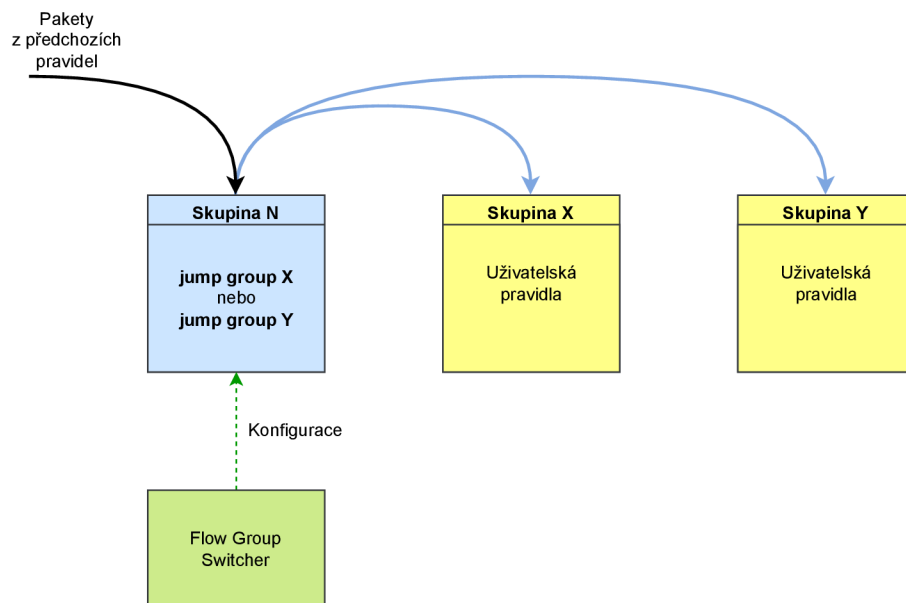 Pakety
z předchozích
pravidel
Skupina N
jump group X
nebo
jump group Y
Skupina X
Uživatelská
pravidla
Skupina Y
Uživatelská
pravidla
Konfigurace
Flow Group
Switcher